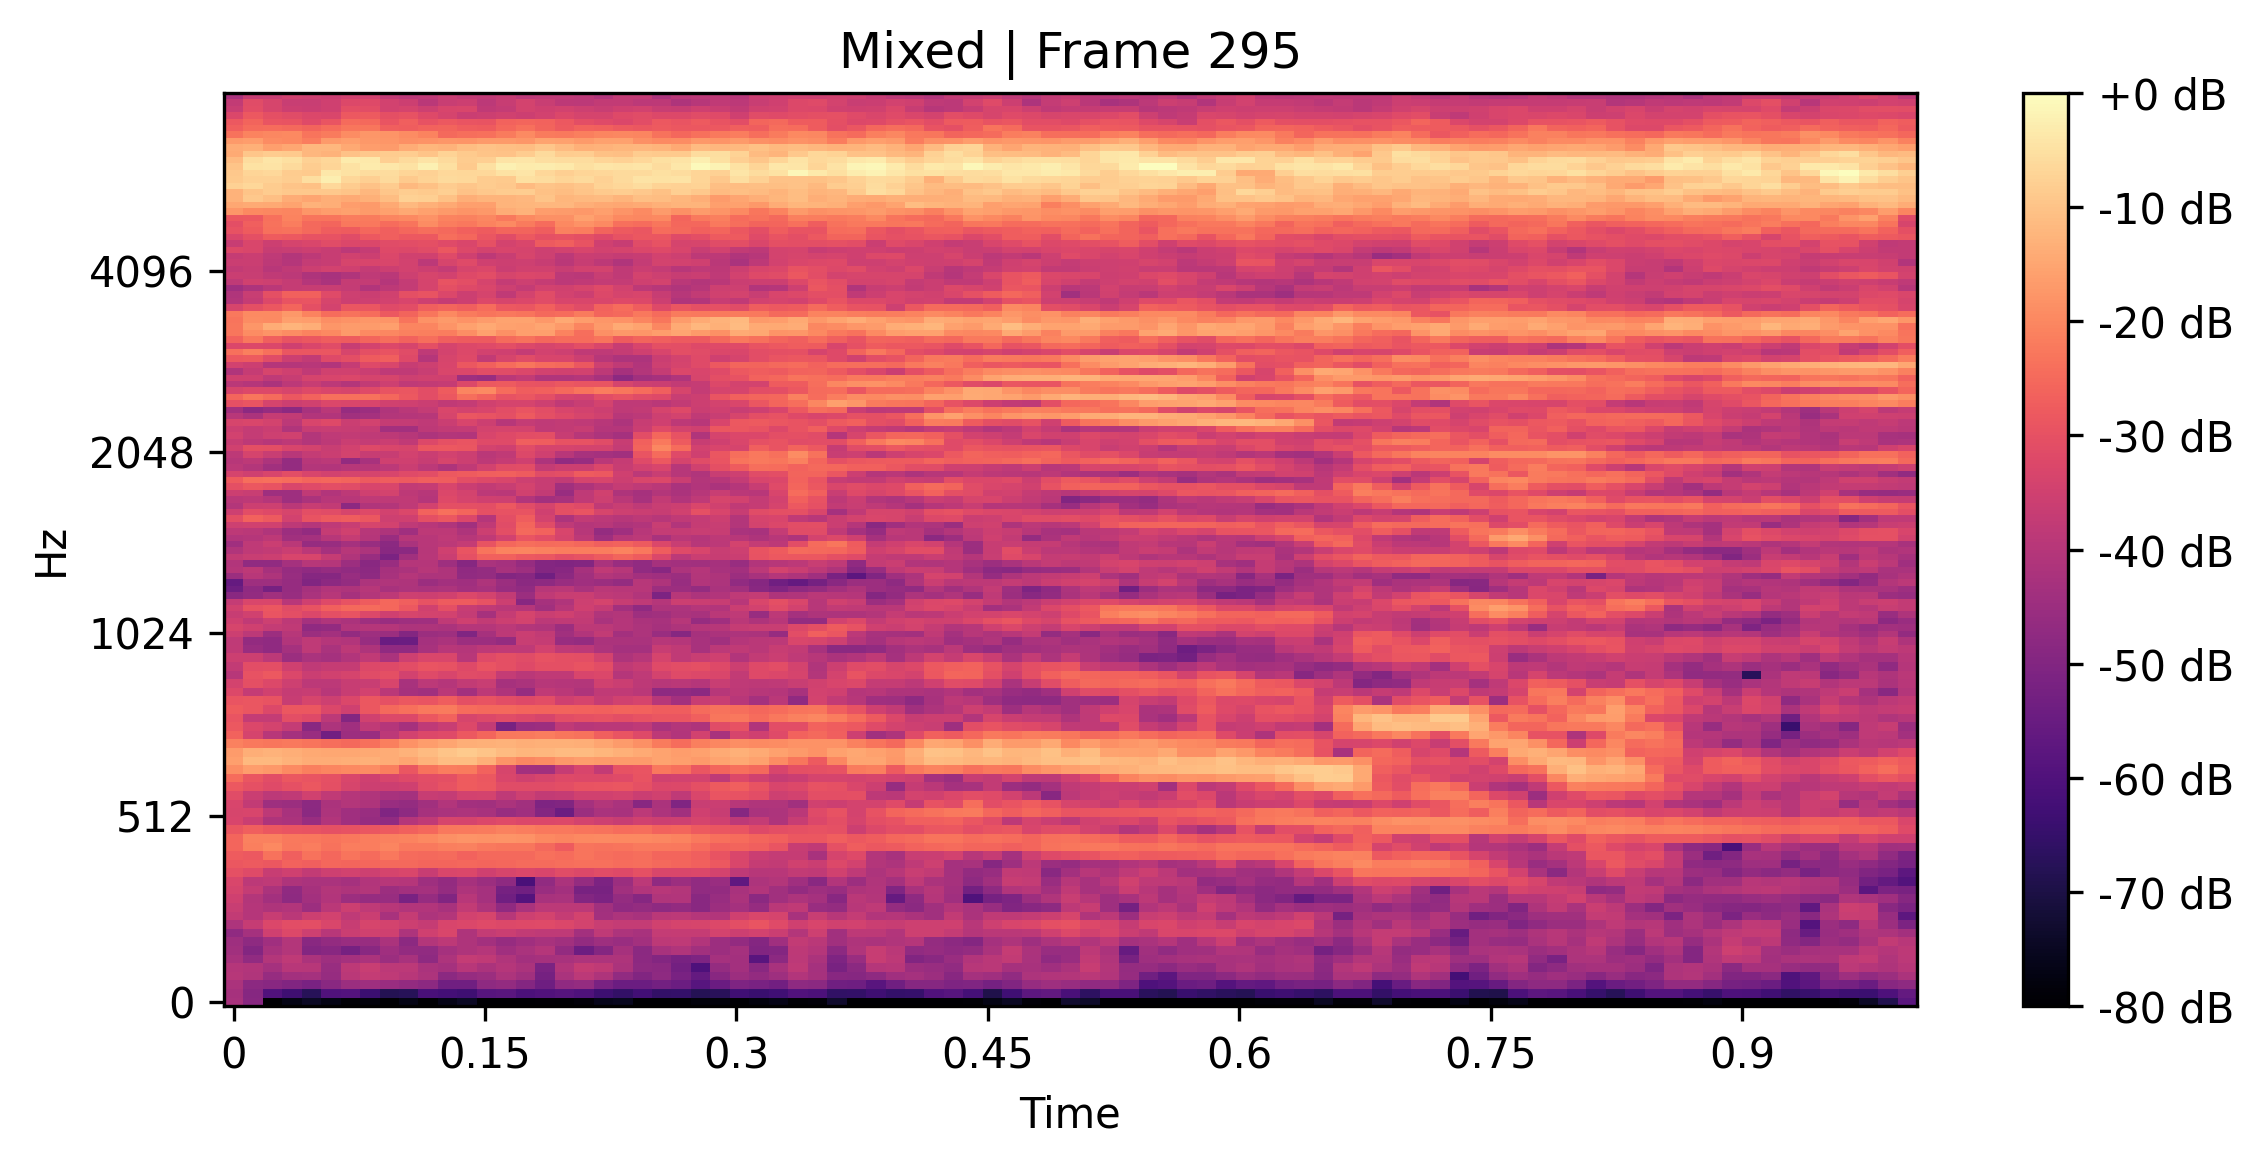 Mixed | Frame 295
+0 dB
-10 dB
-20 dB
-30 dB
-40 dB
-50 dB
-60 dB
-70 dB
-80 dB
4096
2048
1024
512
0
Hz
0 0.15 0.3 0.45 0.6 0.75 0.9
Time